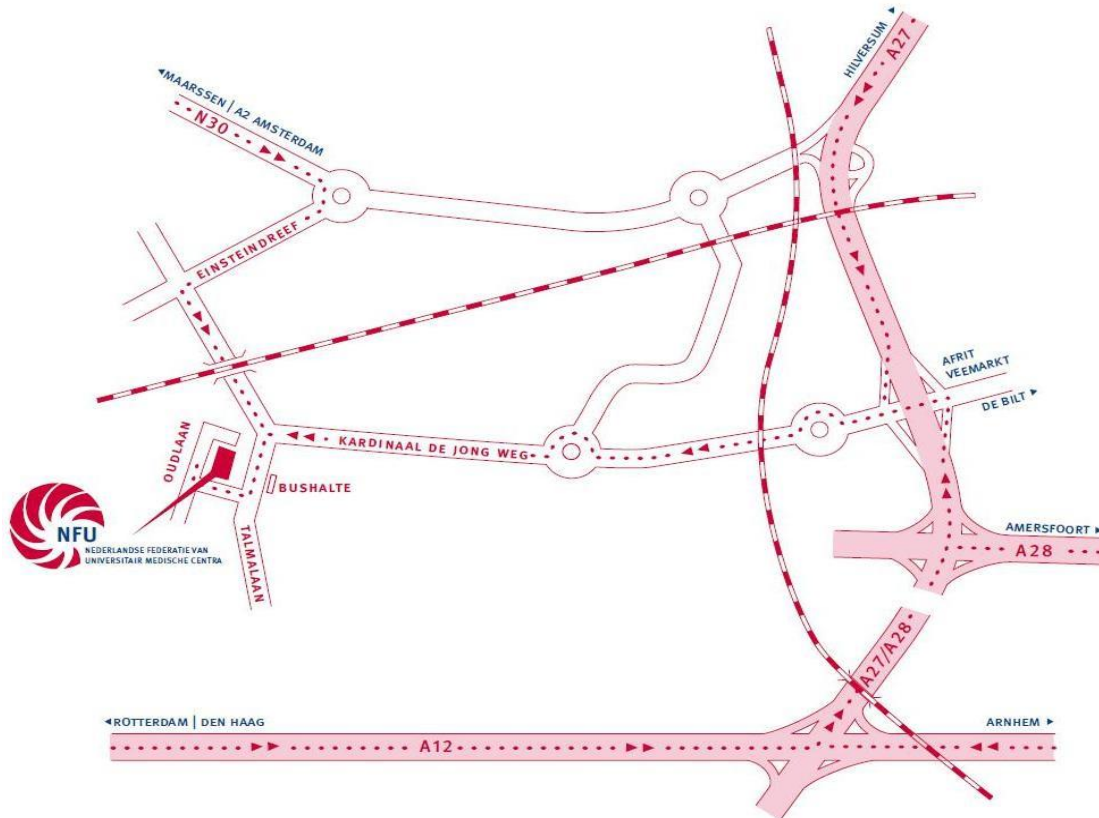 HILVERSUM
A27
MAARSSEN | A2 AMSTERDAM
N30
EINSTEINDREEF
AFRIT
VEEMARKT
DE BILT
OUDLAAN
KARDINAAL DE JONG WEG
BUSHALTE
NFU
NEDERLANDSE FEDERATIE VAN
UNIVERSITAIR MEDISCHE CENTRA
TALMALAAN
AMERSFOORT
A28
A27/A28
ROTTERDAM | DEN HAAG
ARNHEM
A12